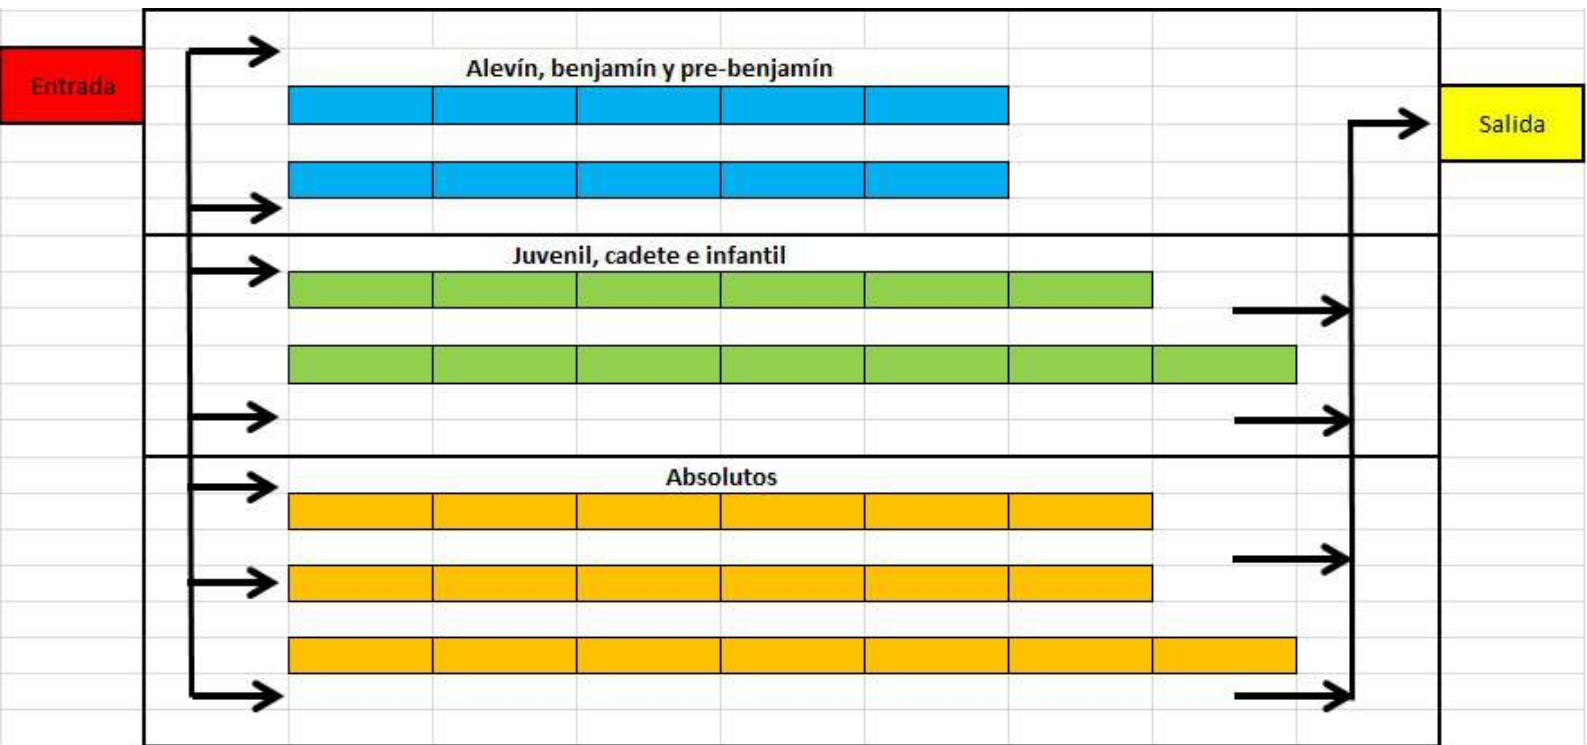 Entrada
Alevín, benjamín y pre-benjamín
Salida
Juvenil, cadete e infantil
Absolutos